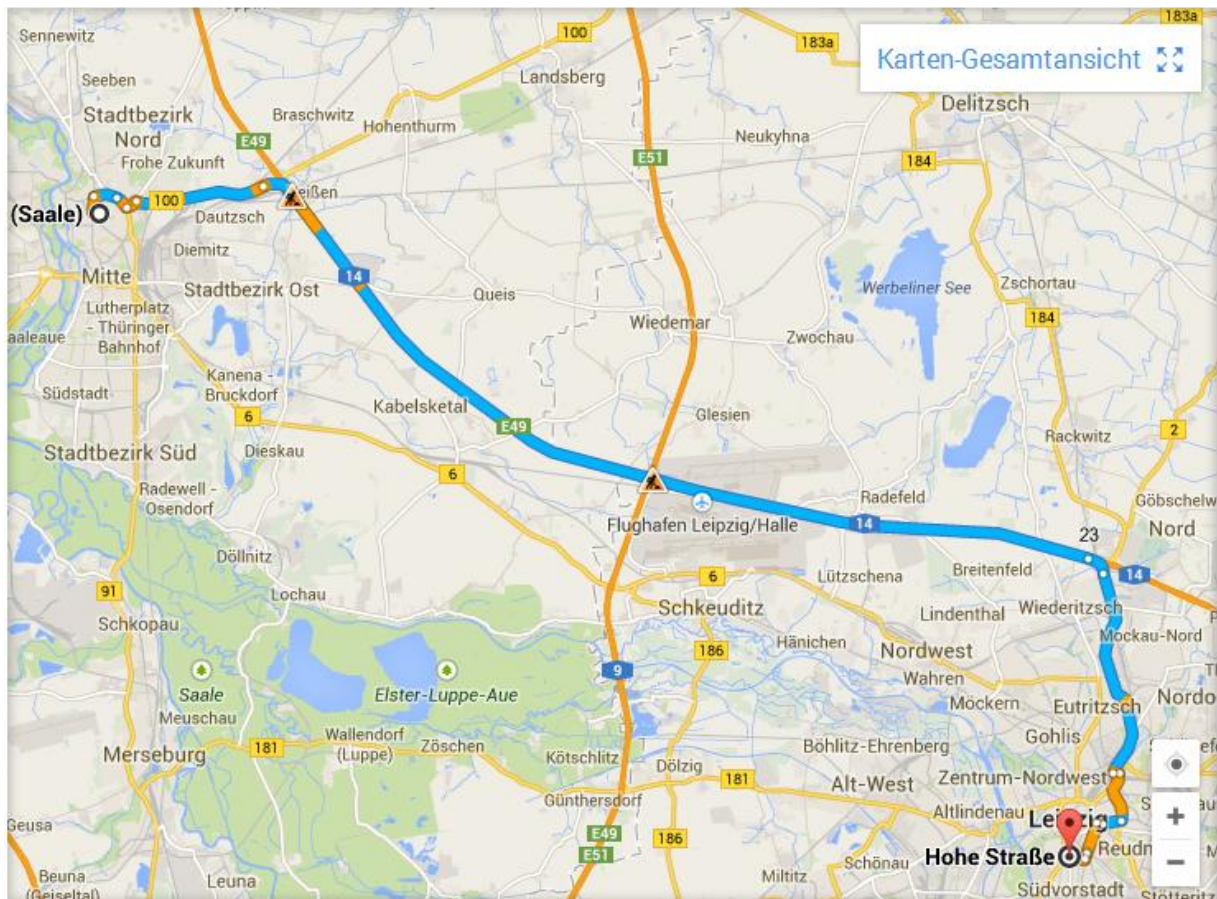 183a
Sennewitz
100
183a
Karten-Gesamtansicht
Seeben
Landsberg
Delitzsch
Stadtbezirk
Nord
Braschwitz
Hohenthurm
Neukyhna
E49
E51
Frohe Zukunft
184
100
eißen
(Saale)
Dautzsch
Diemitz
Mitte
14
Stadtbezirk Ost
Queis
Werbeliner See
Zschortau
Lutherplatz
- Thüringer
Bahnhof
Wiedemar
184
Zwochau
aaleaue
Kanena -
Bruckdorf
Südstadt
Kabelsketal
Glesien
6
E49
Rackwitz
2
Stadtbezirk Süd
Dieskau
6
Radewell -
Osendorf
Radefeld
Göbschelw
Flughafen Leipzig/Halle
14
Nord
23
Döllnitz
Breitenfeld
14
6
Lützschena
91
Lochau
Schkeuditz
Lindenthal
Wiederitzsch
Schkopau
Hänichen
Mockau-Nord
186
Nordwest
9
Wahren
Saale
Elster-Luppe-Aue
Möckern
Nordo
Meuschau
Eutritzsch
Wallendorf
(Luppe)
Zöschen
Gohlis
Merseburg
181
Kötschlitz
Dölzig
Böhlitz-Ehrenberg
181
Alt-West
Zentrum-Nordwest
Günthersdorf
Altlindenau
Geusa
E49
Leipzig
E51
186
Hohe Straße
Reudn
Schönau
Beuna
(Geiseltal)
Leuna
Miltitz
Südvorstadt
Stötteritz